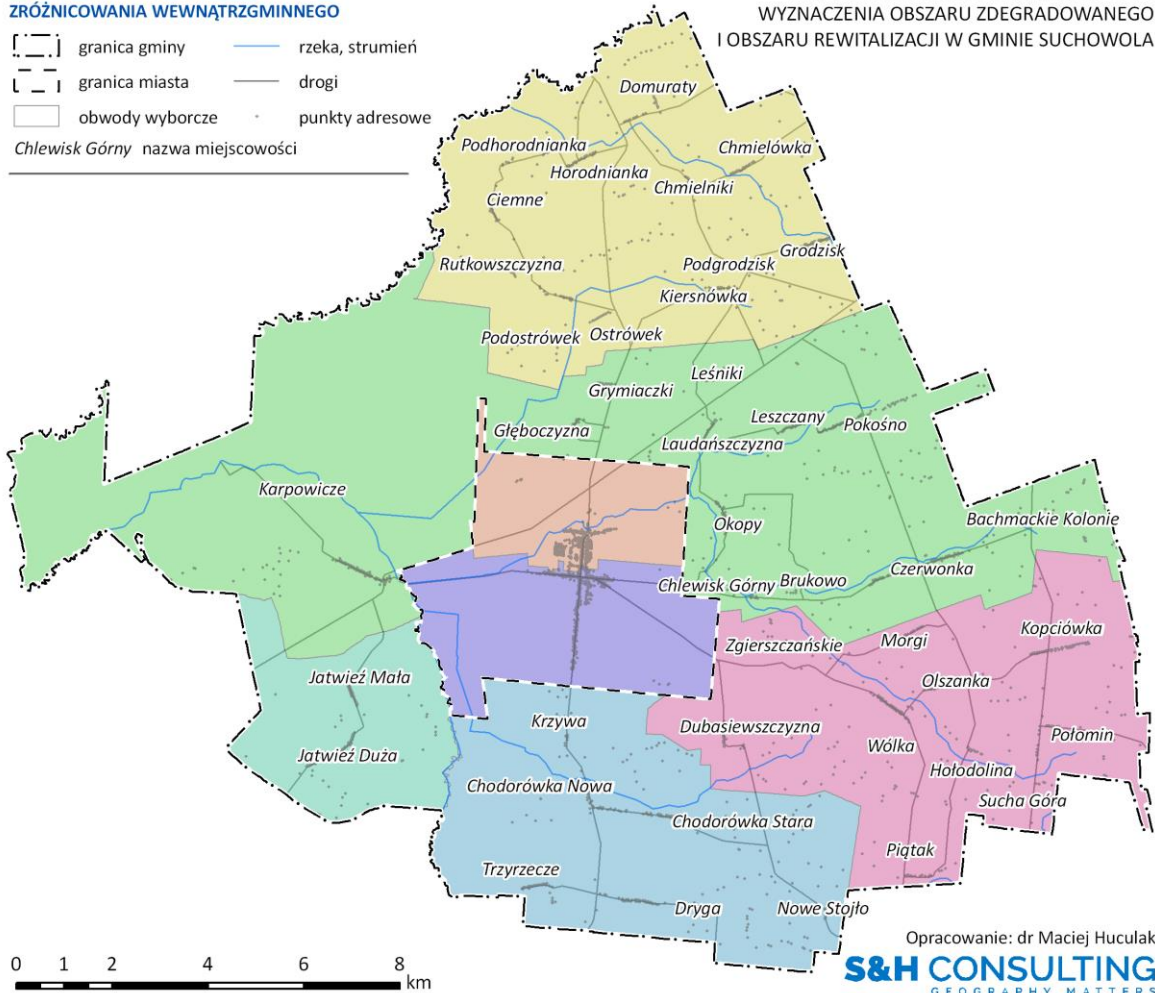 ZRÓŻNICOWANIA WEWNĄTRZGMINNEGO
WYZNACZENIA OBSZARU ZDEGRADOWANEGO
I OBSZARU REWITALIZACJI W GMINIE SUCHOWOLA
granica gminy
rzeka, strumień
granica miasta
drogi
obwody wyborcze
punkty adresowe
Chlewisk Górny nazwa miejscowości
Domuraty
Podhorodnianka
Chmielówka
Horodnianka
Chmielniki
Ciemne
Grodzisk
Rutkowszczyzna
Podgrodzisk
Kiersnówka
Podostrówek
Ostrówek
Leśniki
Grymiaczki
Leszczany
Pokośno
Głęboczyzna
Laudańszczyzna
Karpowicze
Okopy
Bachmackie Kolonie
Czerwonka
Chlewisk Górny
Brukowo
Kopciówka
Zgierszczańskie
Morgi
Jatwieź Mała
Olszanka
Krzywa
Dubasiewszczyzna
Połomin
Wólka
Jatwieź Duża
Hołodolina
Chodorówka Nowa
Sucha Góra
Chodorówka Stara
Piątak
Trzyrzecze
Dryga
Nowe Stojło
0 1 2 4 6 8
km
Opracowanie: dr Maciej Huculak
S&H CONSULTING
GEOGRAPHY MATTERS